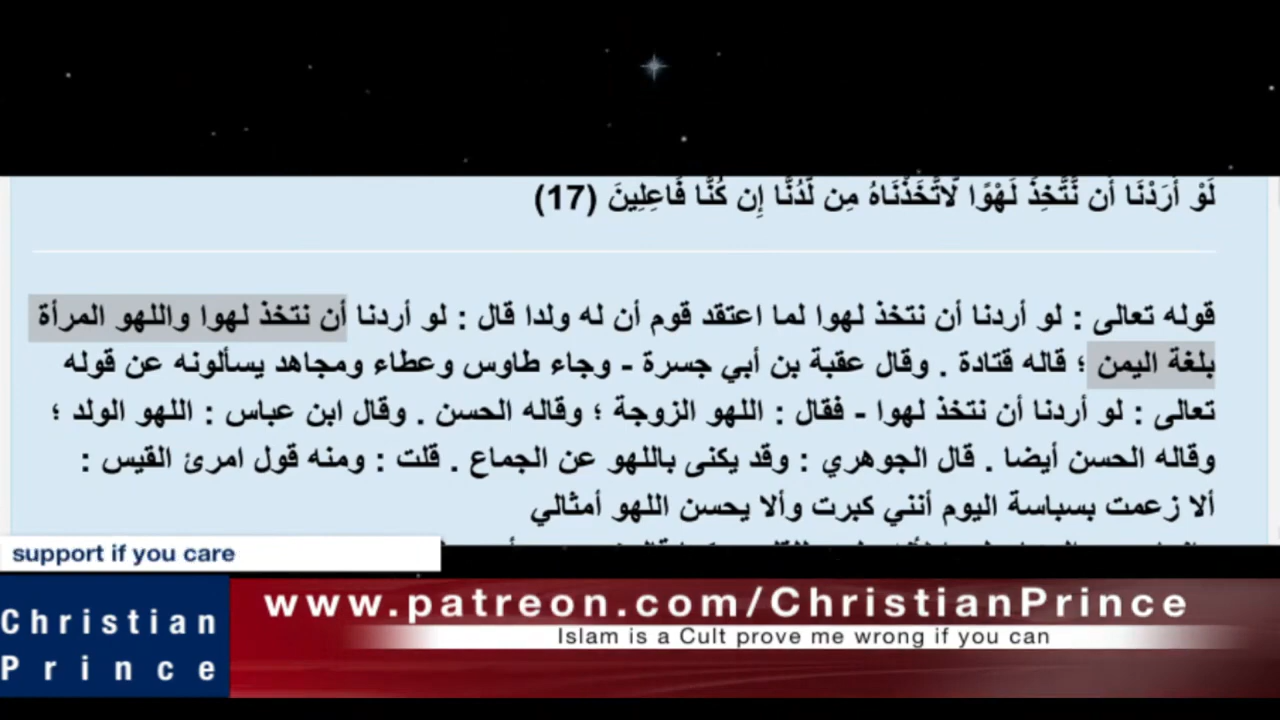 لَوْ أَرَدْنَا أَن نَّتَّخِذَ لَهْوًا لَّاتَّخَذْنَاهُ مِن لَّدُنَّا إِن كُنَّا فَاعِلِينَ (17)
قوله تعالى : لو أردنا أن نتخذ لهوا لما اعتقد قوم أن له ولدا قال : لو أردنا أن نتخذ لهوا واللهو المرأة
بلغة اليمن ؛ قاله قتادة . وقال عقبة بن أبي جسرة - وجاء طاوس وعطاء ومجاهد يسألونه عن قوله
تعالى : لو أردنا أن نتخذ لهوا - فقال : اللهو الزوجة ؛ وقاله الحسن . وقال ابن عباس : اللهو الولد ؛
وقاله الحسن أيضا . قال الجوهري : وقد يكنى باللهو عن الجماع . قلت : ومنه قول امرئ القيس :
ألا زعمت بسباسة اليوم أنني كبرت وألا يحسن اللهو أمثالي
support if you care
Christian
Prince
www.patreon.com/ChristianPrince
Islam is a Cult prove me wrong if you can